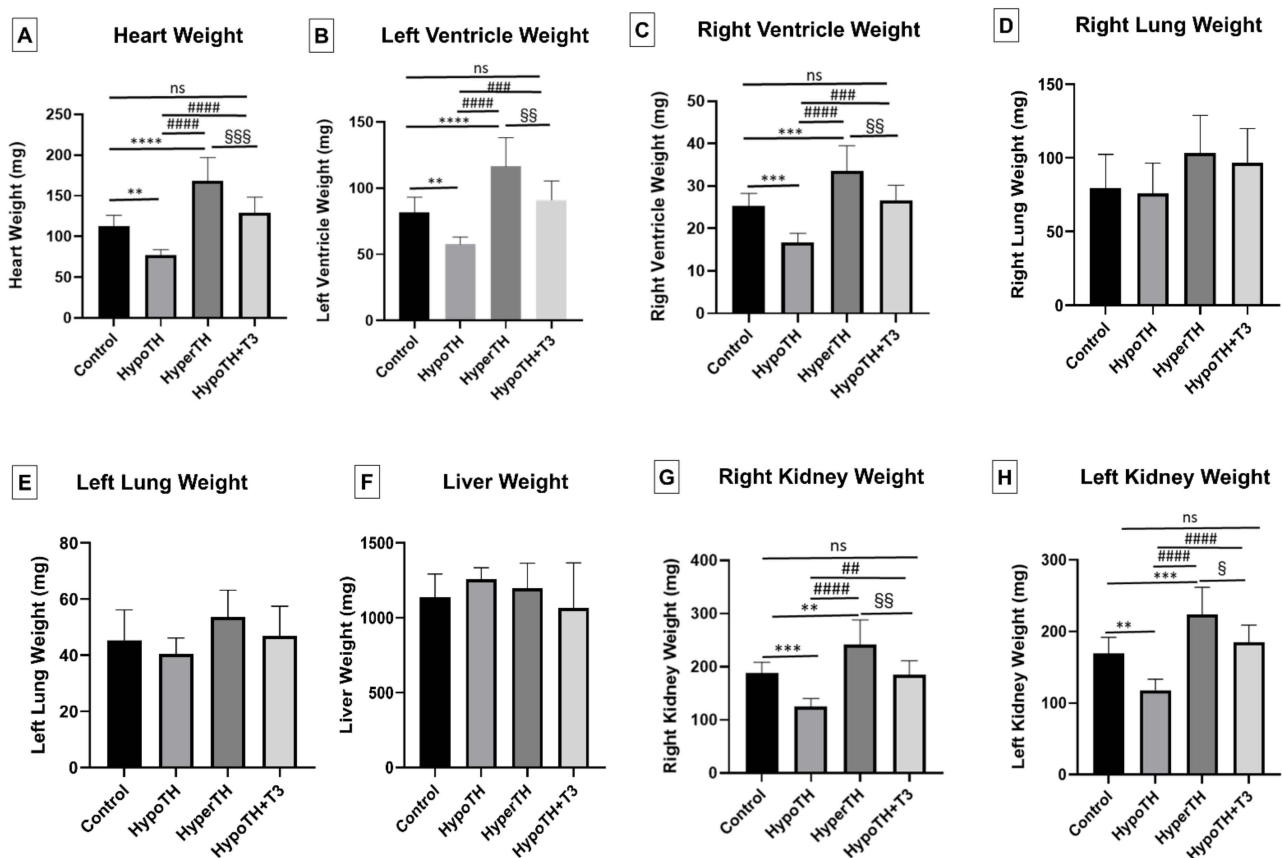 A
Heart Weight
ns
####
####
§§§
****
**
Heart Weight (mg)
250
200
150
100
50
0
Control
HypoTH
HyperTH
HypoTH+T3
B
Left Ventricle Weight
ns
###
####
§§
****
**
Left Ventricle Weight (mg)
150
100
50
0
Control
HypoTH
HyperTH
HypoTH+T3
C
Right Ventricle Weight
ns
###
####
§§
***
***
Right Ventricle Weight (mg)
50
40
30
20
10
0
Control
HypoTH
HyperTH
HypoTH+T3
D
Right Lung Weight
Right Lung Weight (mg)
150
100
50
0
Control
HypoTH
HyperTH
HypoTH+T3
E
Left Lung Weight
Left Lung Weight (mg)
80
60
40
20
0
Control
HypoTH
HyperTH
HypoTH+T3
F
Liver Weight
Liver Weight (mg)
1500
1000
500
0
Control
HypoTH
HyperTH
HypoTH+T3
G
Right Kidney Weight
ns
##
####
§§
**
***
Right Kidney Weight (mg)
400
300
200
100
0
Control
HypoTH
HyperTH
HypoTH+T3
H
Left Kidney Weight
ns
####
####
§
***
**
Left Kidney Weight (mg)
300
200
100
0
Control
HypoTH
HyperTH
HypoTH+T3